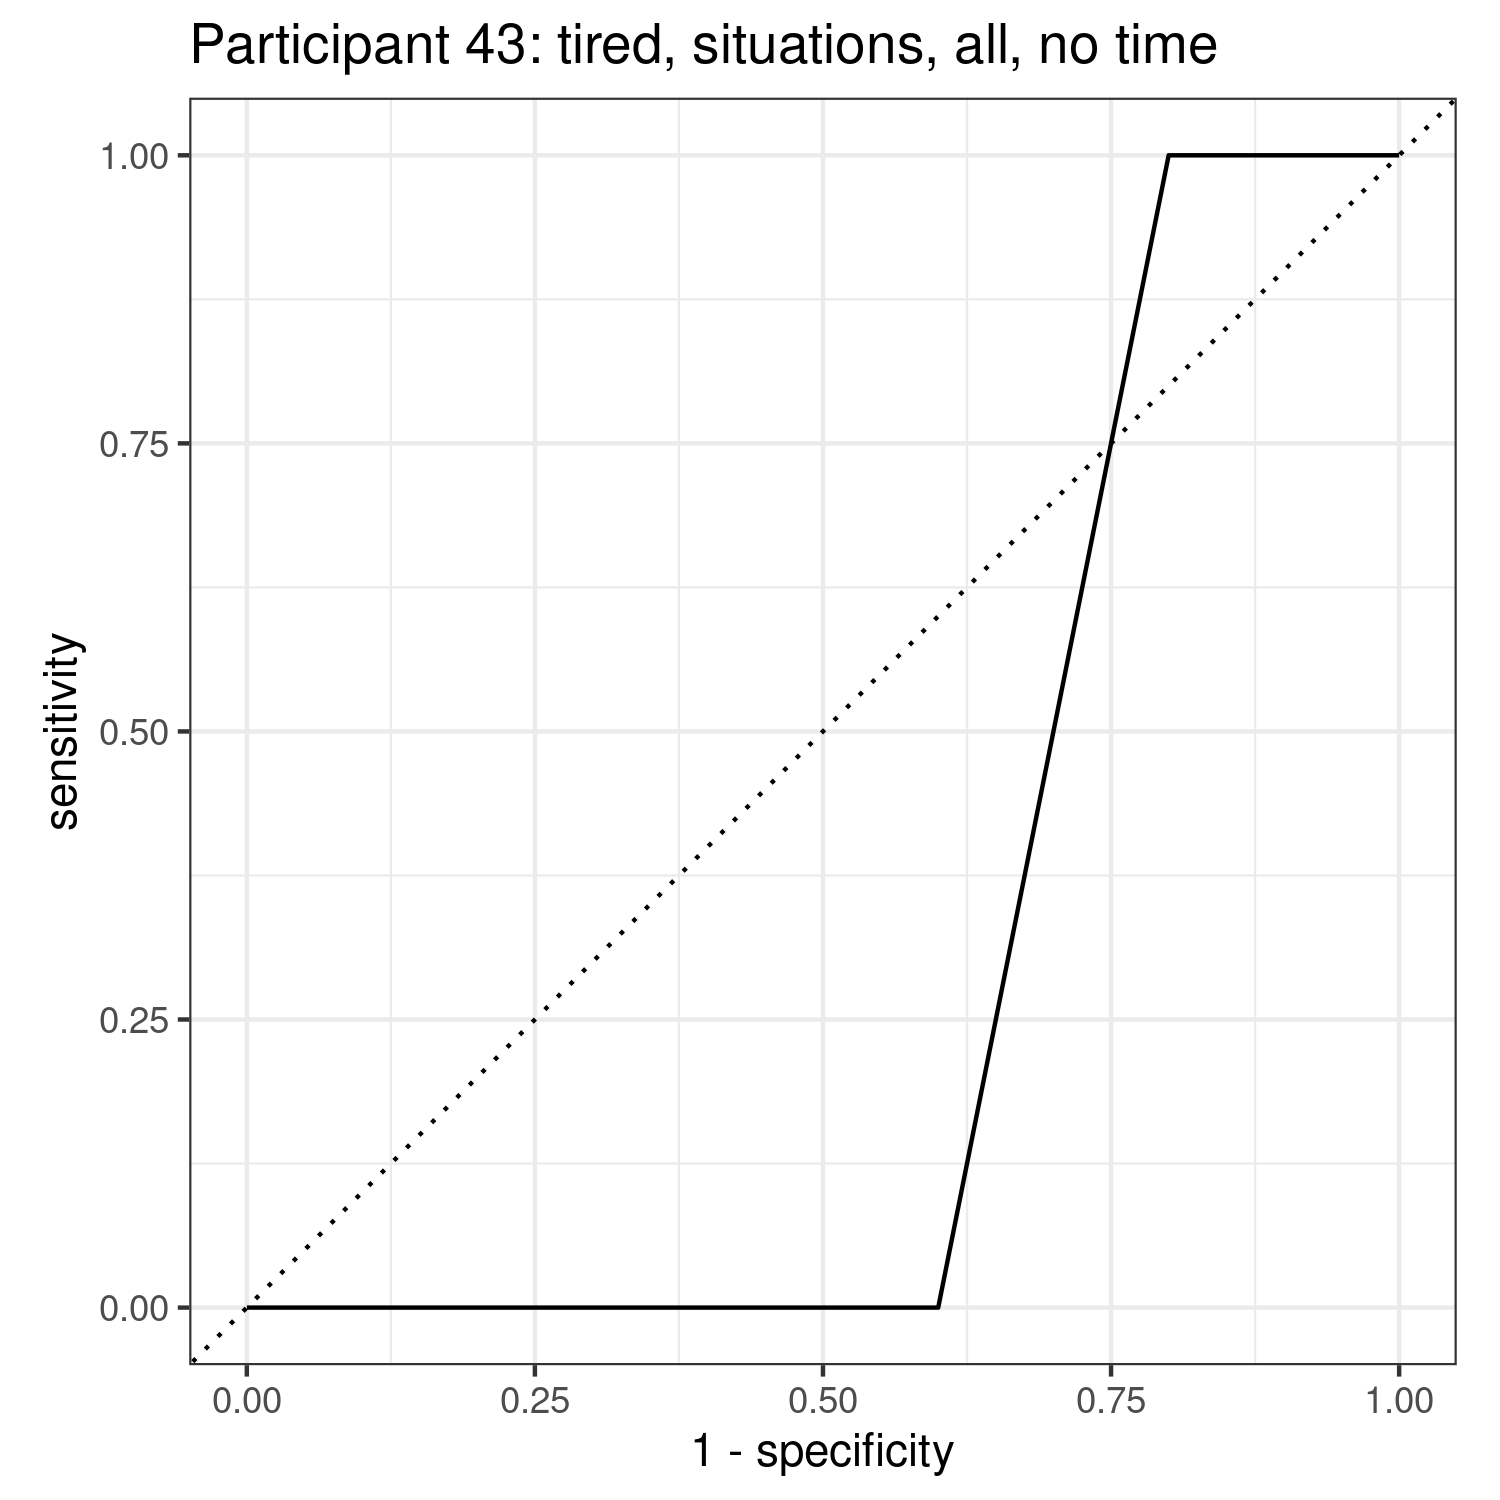 Participant 43: tired, situations, all, no time
1.00
0.75
0.50
0.25
0.00
sensitivity
0.00 0.25 0.50 0.75 1.00
1 - specificity